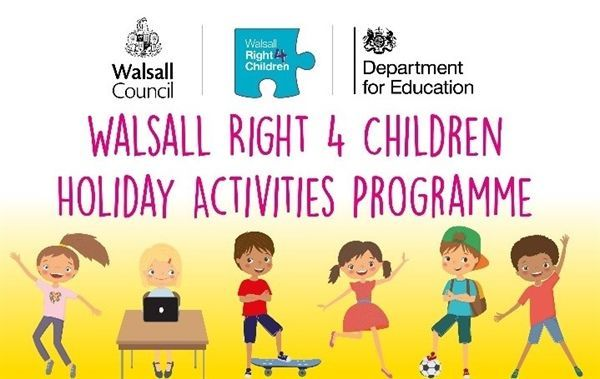 Walsall
Council
Walsall
Right 4
Children
Department
for Education
WALSALL RIGHT 4 CHILDREN
HOLIDAY ACTIVITIES PROGRAMME